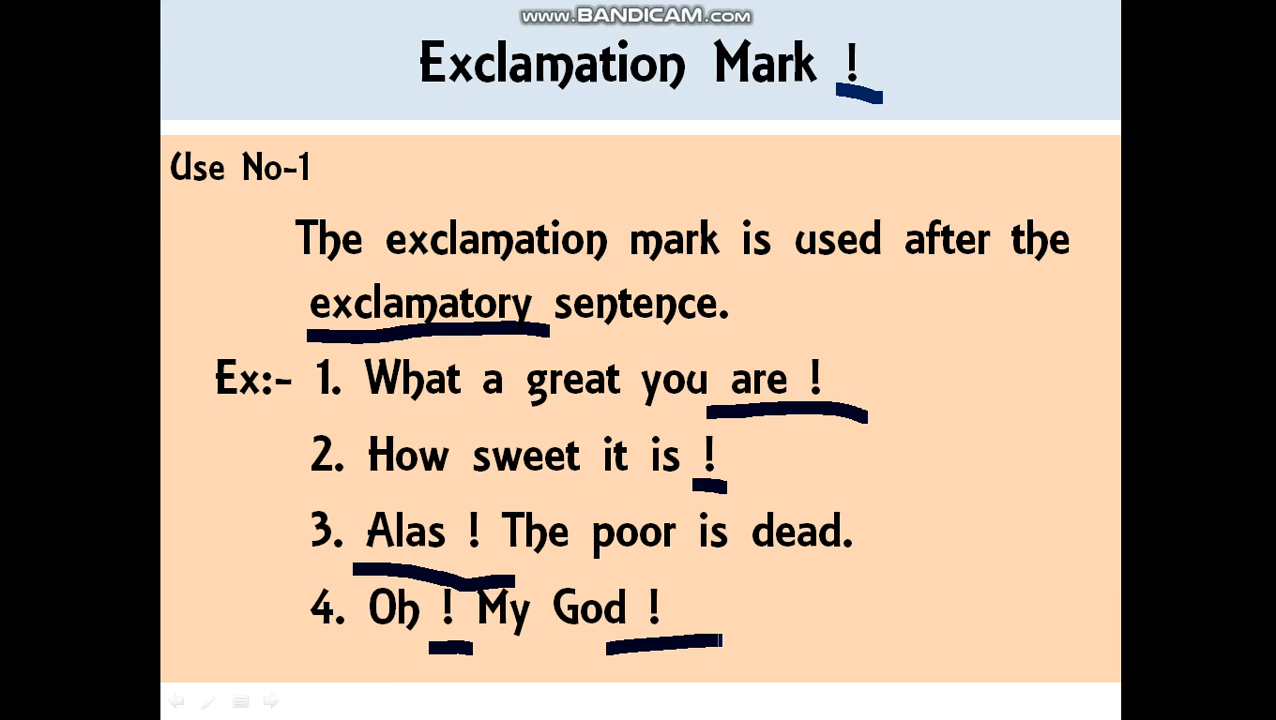 www.BANDICAM.com
Exclamation Mark !
Use No-1
The exclamation mark is used after the
exclamatory sentence.
Ex:- 1. What a great you are !
2. How sweet it is !
3. Alas ! The poor is dead.
4. Oh ! My God !